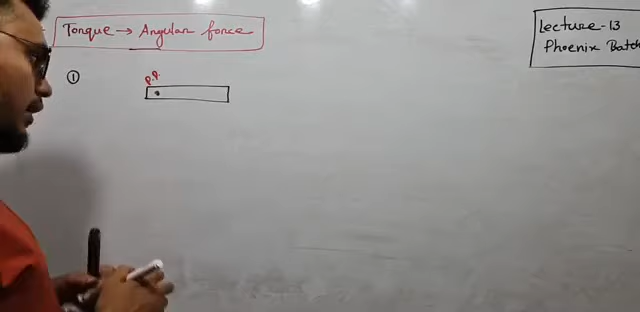 Torque → Angular force
Lecture-13
Phoenix Batch
①
P.P.